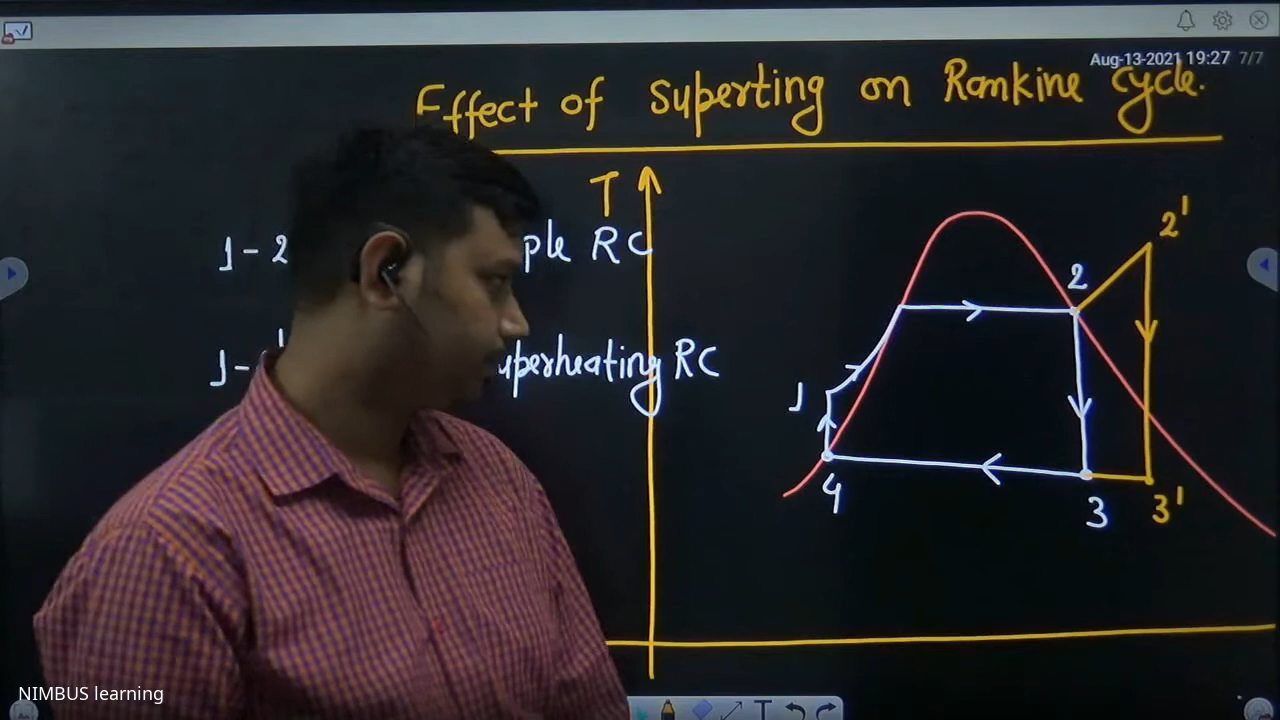 Aug-13-2021 19:27 7/7
Effect of Superting on Rankine cycle.
T
1-2
ple RC
1-
uperheating RC
2'
2
1
4
3
3'
NIMBUS learning